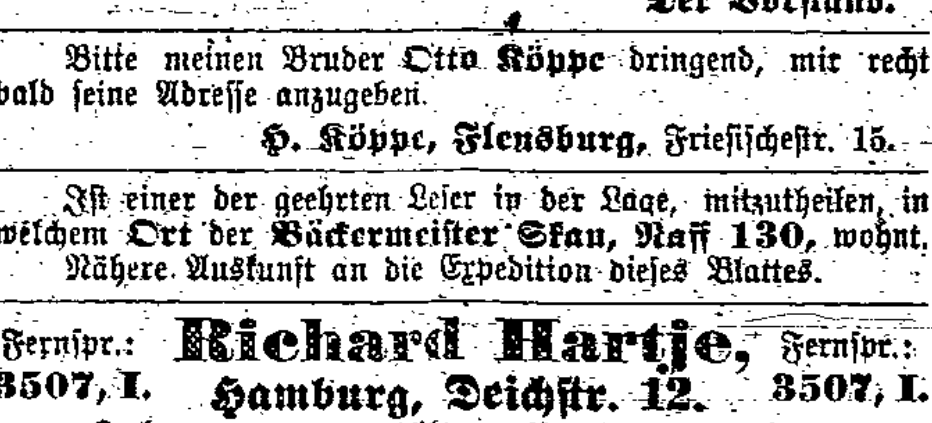 Der Vorstand.
Bitte meinen Bruder Otto Köppe dringend, mir recht
bald seine Adresse anzugeben.
H. Köppe, Flensburg, Friesischestr. 15.
Ist einer der geehrten Leser in der Lage, mitzutheilen, in
welchem Ort der Bäckermeister Skau, Naff 130, wohnt.
Nähere Auskunft an die Expedition dieses Blattes.
Fernspr.: Richard Hartje, Fernspr.:
3507, I. Hamburg, Deichstr. 12. 3507, I.